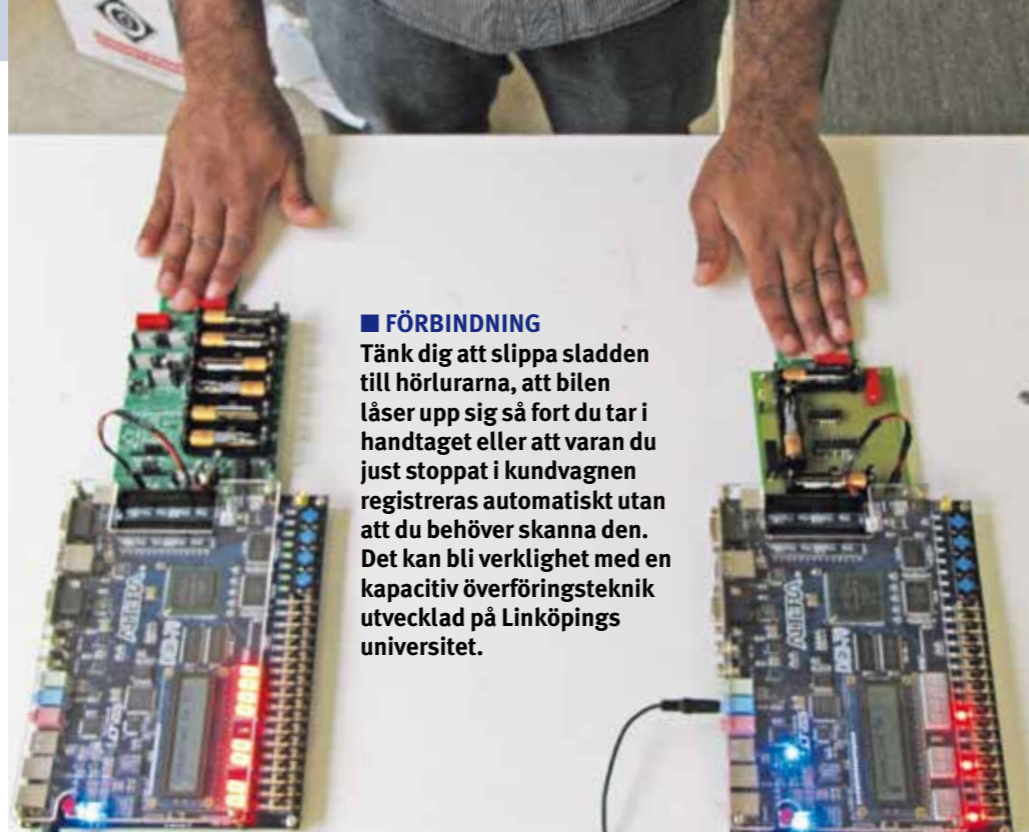 ■ FÖRBINDNING
Tänk dig att slippa sladden
till hörlurarna, att bilen
låser upp sig så fort du tar i
handtaget eller att varan du
just stoppat i kundvagnen
registreras automatiskt utan
att du behöver skanna den.
Det kan bli verklighet med en
kapacitiv överföringsteknik
utvecklad på Linköpings
universitet.
ALTERA
ALTERA